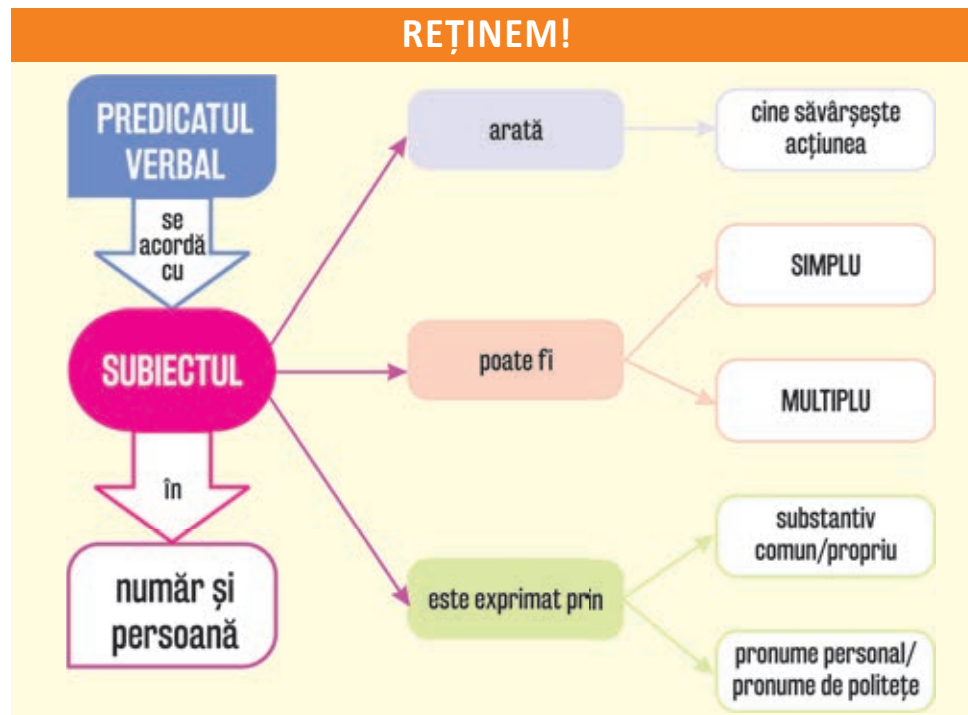 REȚINEM!
PREDICATUL
VERBAL
se
acordă
cu
SUBIECTUL
în
număr și
persoană
arată
cine săvârșește
acțiunea
poate fi
SIMPLU
MULTIPLU
este exprimat prin
substantiv
comun/propriu
pronume personal/
pronume de politețe